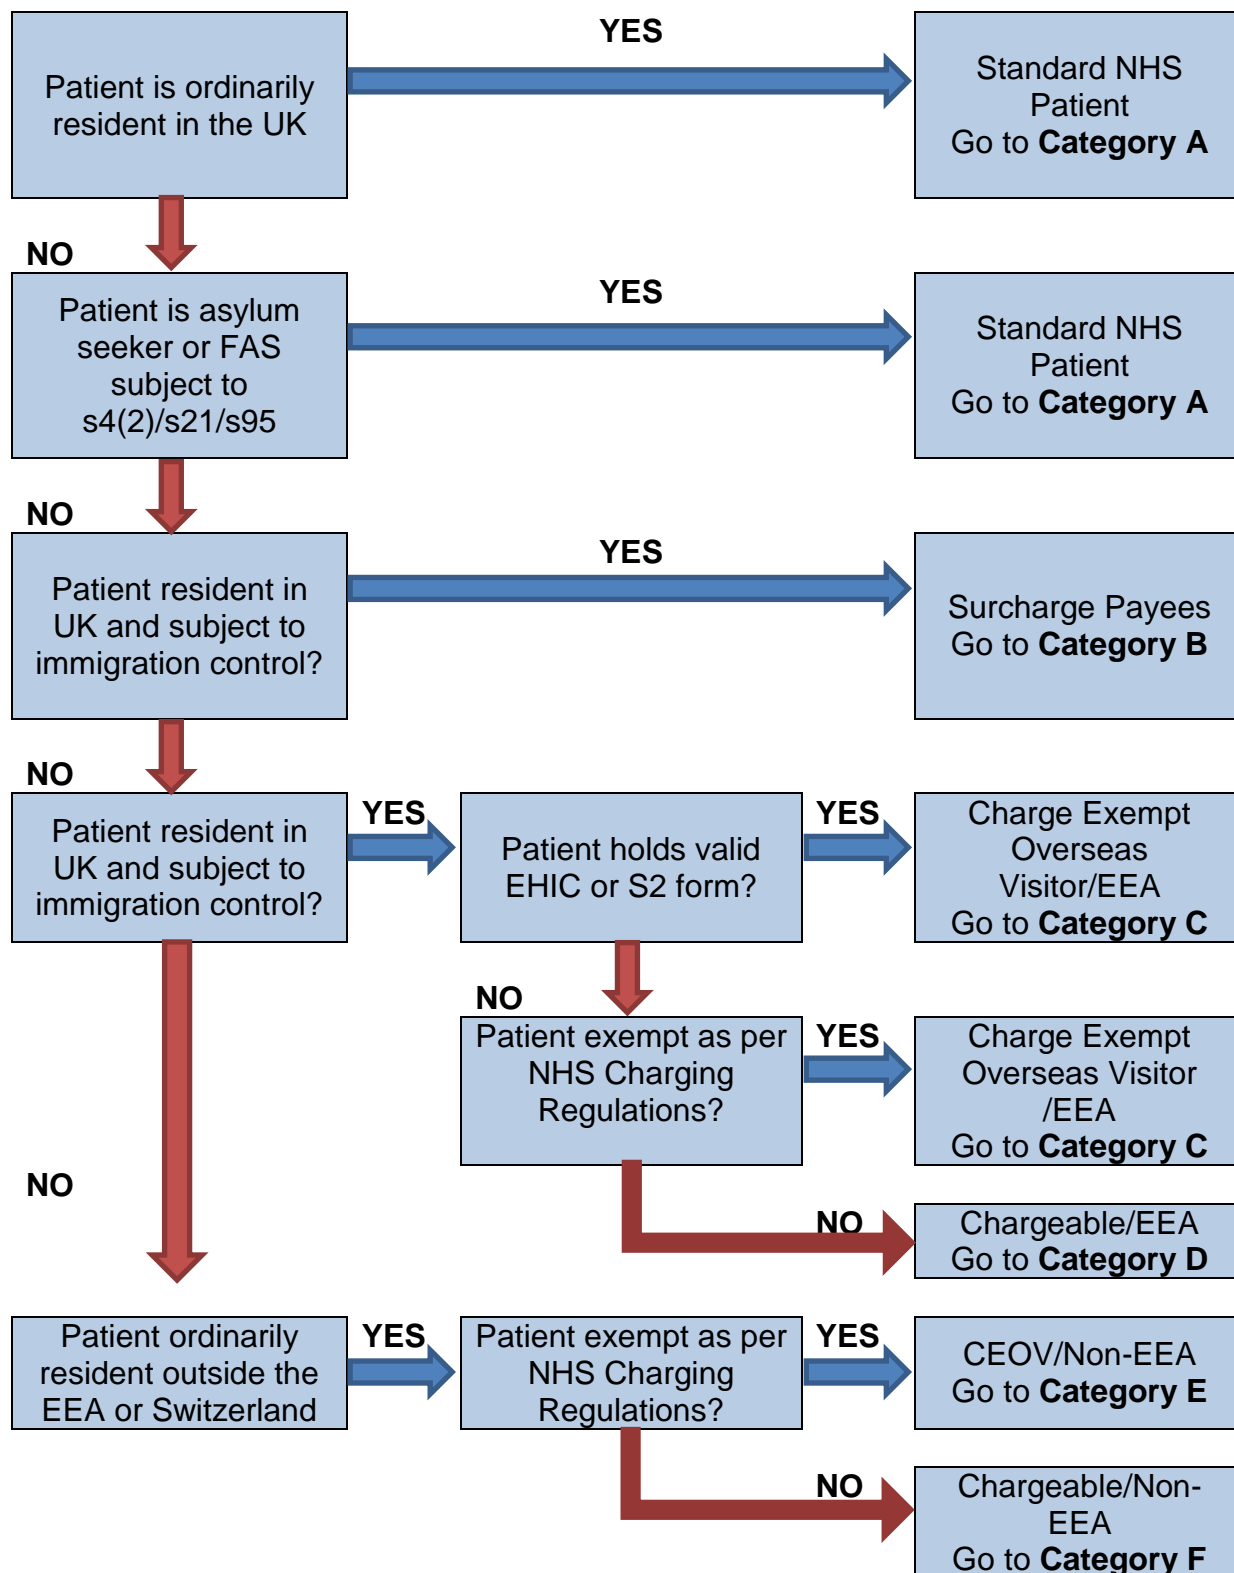 YES
Patient is ordinarily
resident in the UK
Standard NHS
Patient
Go to Category A
NO
YES
Patient is asylum
seeker or FAS
subject to
s4(2)/s21/s95
Standard NHS
Patient
Go to Category A
NO
YES
Patient resident in
UK and subject to
immigration control?
Surcharge Payees
Go to Category B
NO
Patient resident in
UK and subject to
immigration control?
YES
Patient holds valid
EHIC or S2 form?
YES
Charge Exempt
Overseas
Visitor/EEA
Go to Category C
NO
Patient exempt as per
NHS Charging
Regulations?
YES
Charge Exempt
Overseas Visitor
/EEA
Go to Category C
NO
NO
Chargeable/EEA
Go to Category D
Patient ordinarily
resident outside the
EEA or Switzerland
YES
Patient exempt as per
NHS Charging
Regulations?
YES
CEOV/Non-EEA
Go to Category E
NO
Chargeable/Non-
EEA
Go to Category F